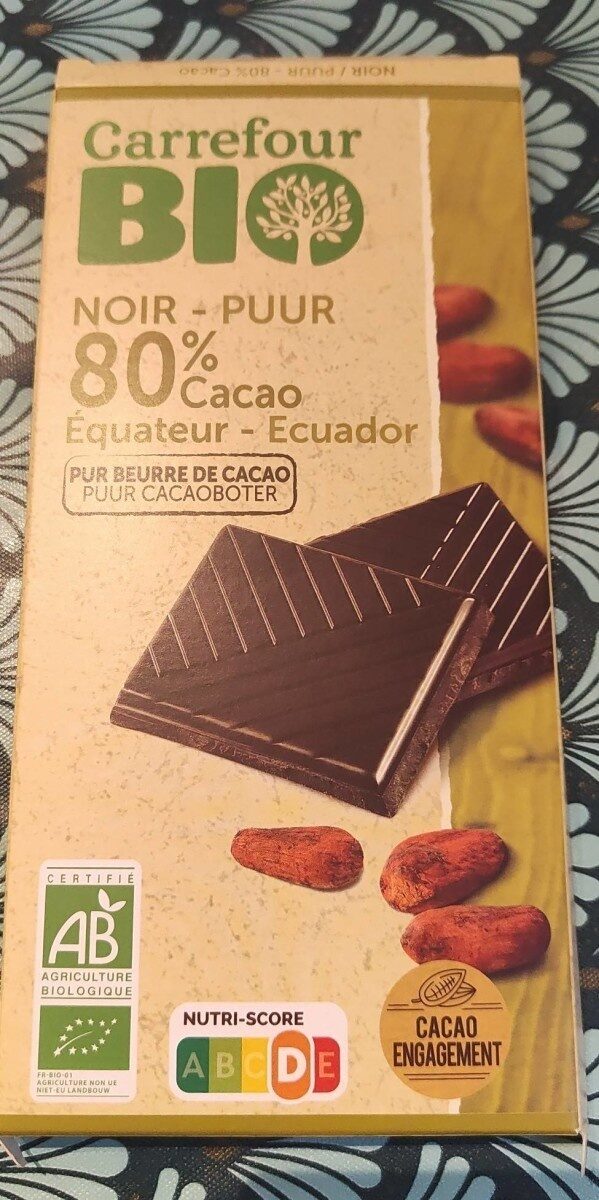 NOIR / PUUR - 80% Cacao
Carrefour
BIO
NOIR - PUUR
80%
Cacao
Équateur - Ecuador
PUR BEURRE DE CACAO
PUUR CACAOBOTER
CERTIFIÉ
AB
AGRICULTURE
BIOLOGIQUE
FR-BIO-01
AGRICULTURE NON UE
NIET-EU LANDBOUW
NUTRI-SCORE
A B C D E
CACAO
ENGAGEMENT